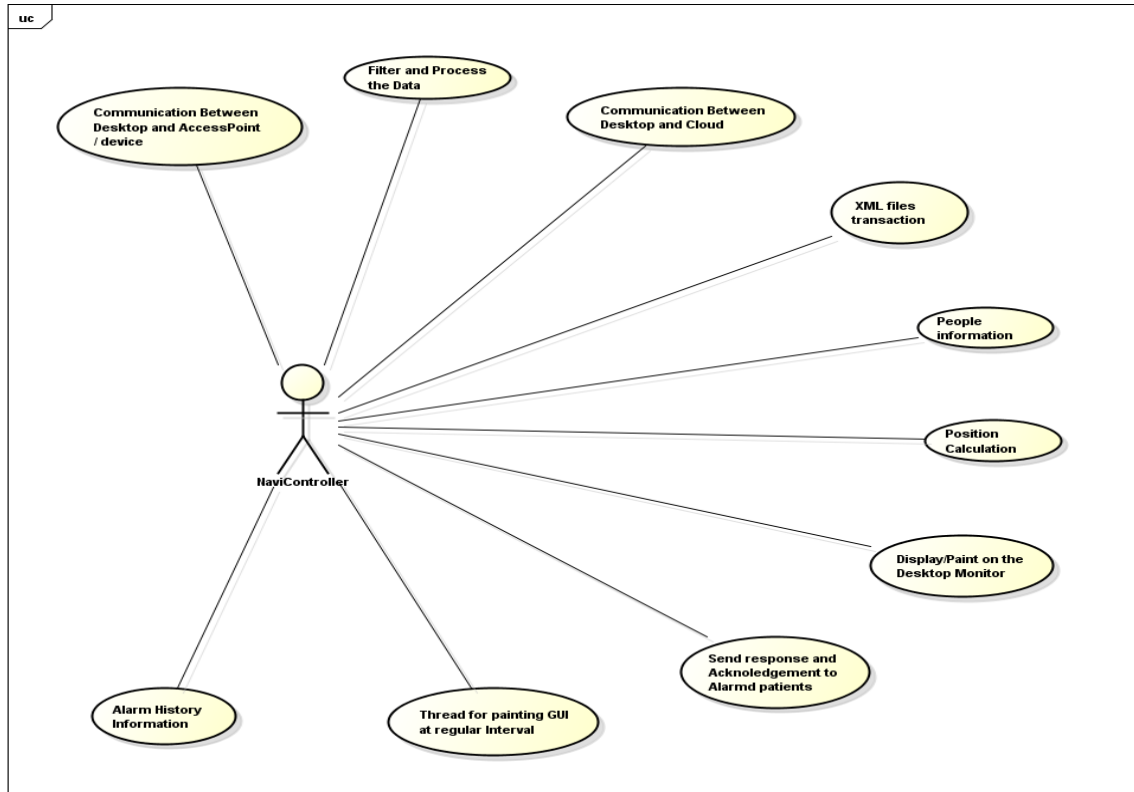 uc
Filter and Process
the Data
Communication Between
Desktop and AccessPoint
/ device
Communication Between
Desktop and Cloud
XML files
transaction
People
information
Position
Calculation
NaviController
Display/Paint on the
Desktop Monitor
Send response and
Acknoledgement to
Alarmd patients
Alarm History
Information
Thread for painting GUI
at regular Interval